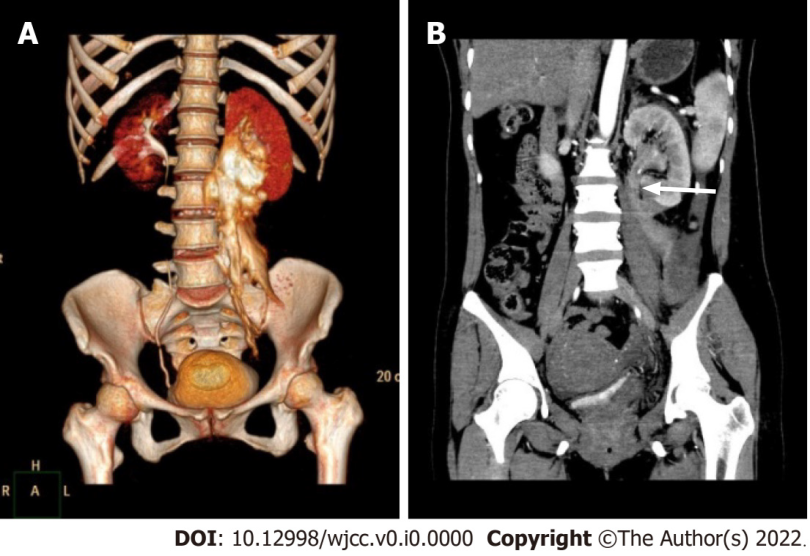 A
B
20 c
H
R A L
DOI: 10.12998/wjcc.v0.i0.0000 Copyright ©The Author(s) 2022.